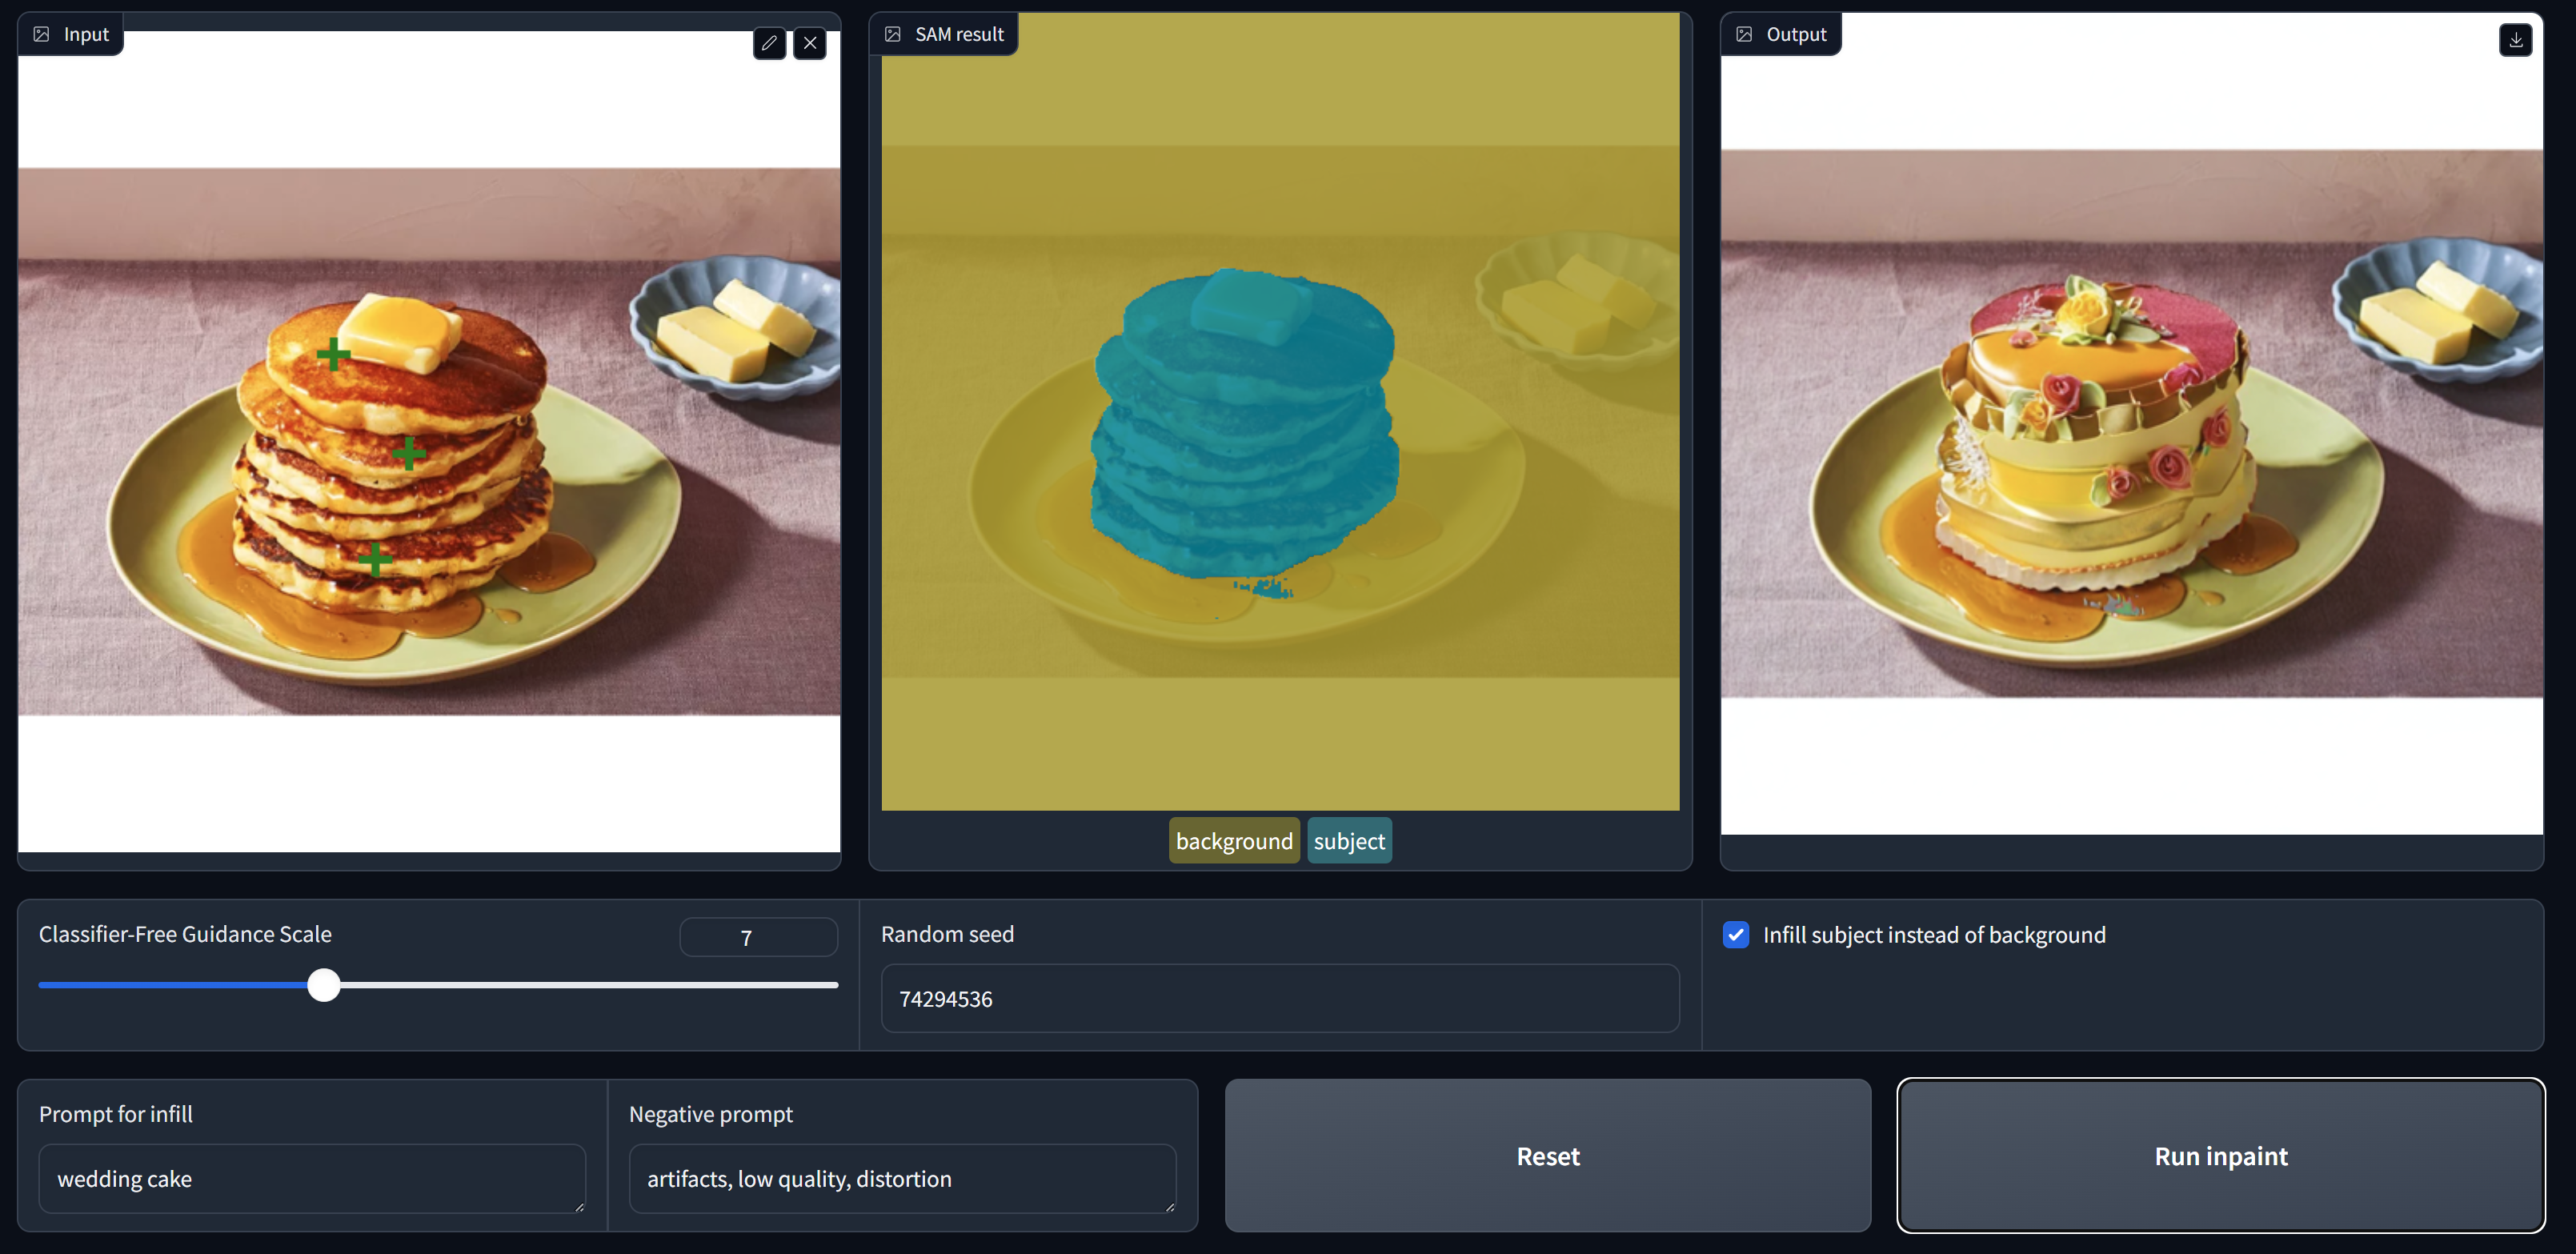 Input
SAM result
Output
background subject
Classifier-Free Guidance Scale
7
Random seed
74294536
Infill subject instead of background
Prompt for infill
wedding cake
Negative prompt
artifacts, low quality, distortion
Reset
Run inpaint